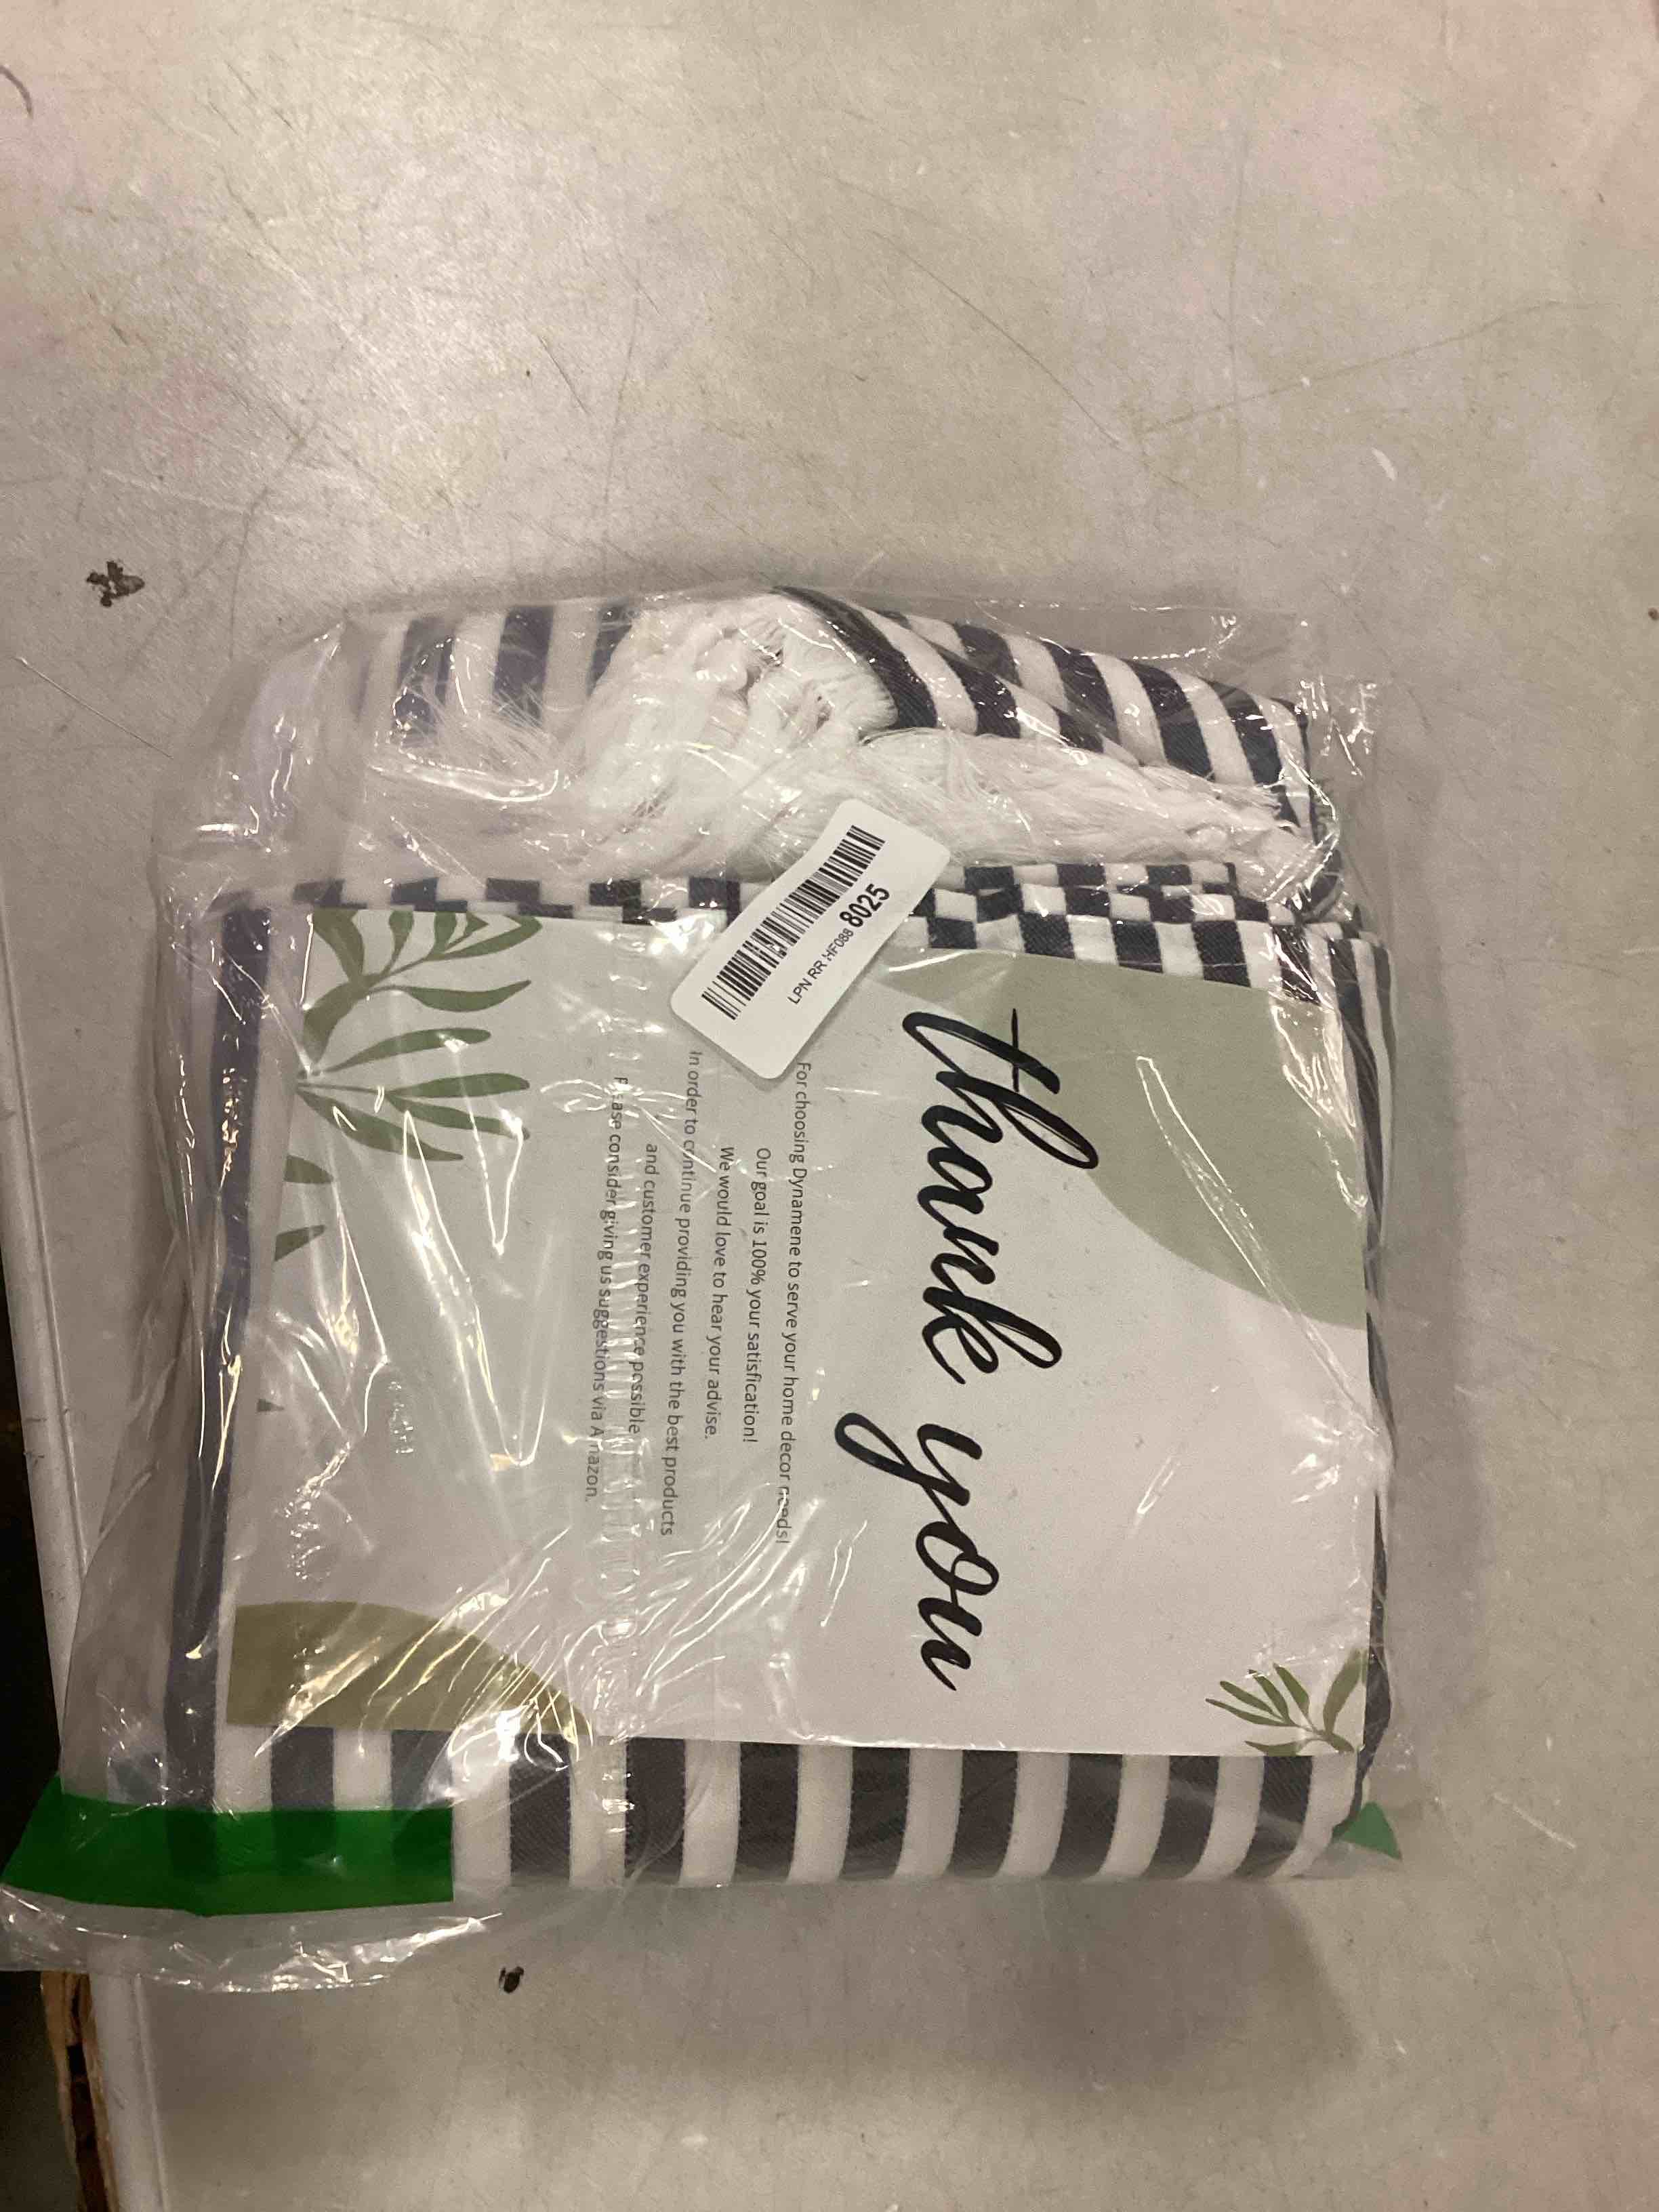 thank you
For choosing Dynamene to serve your home decor needs!
Our goal is 100% your satisfication!
We would love to hear your advise.
In order to continue providing you with the best products
and customer experience possible
Please consider giving us suggestions via Amazon.
LPN RR HF088 8025